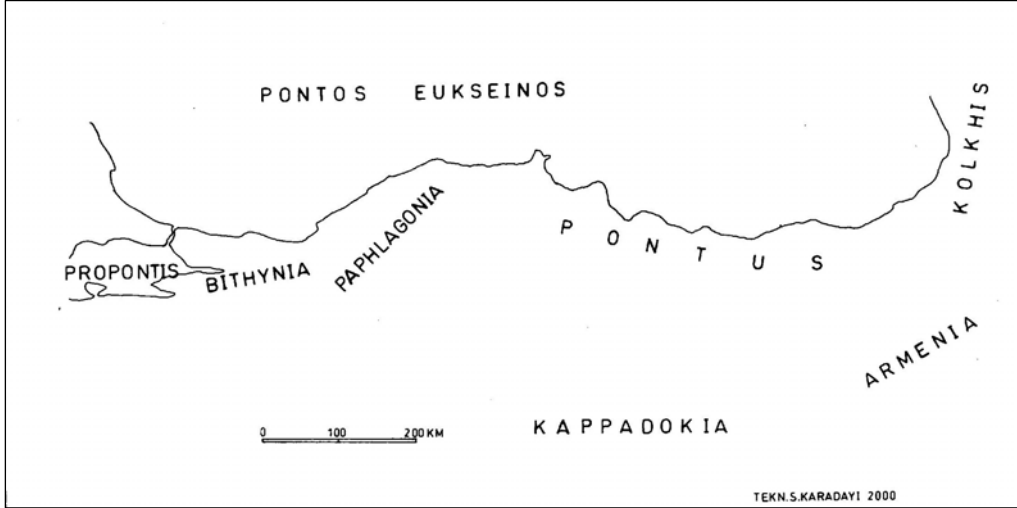 PONTOS EUKSEINOS
KOLKHIS
PAPHLAGONIA
PONTUS
PROPONTIS
BITHYNIA
ARMENIA
0 100 200 KM
KAPPADOKIA
TEKN.S.KARADAYI 2000